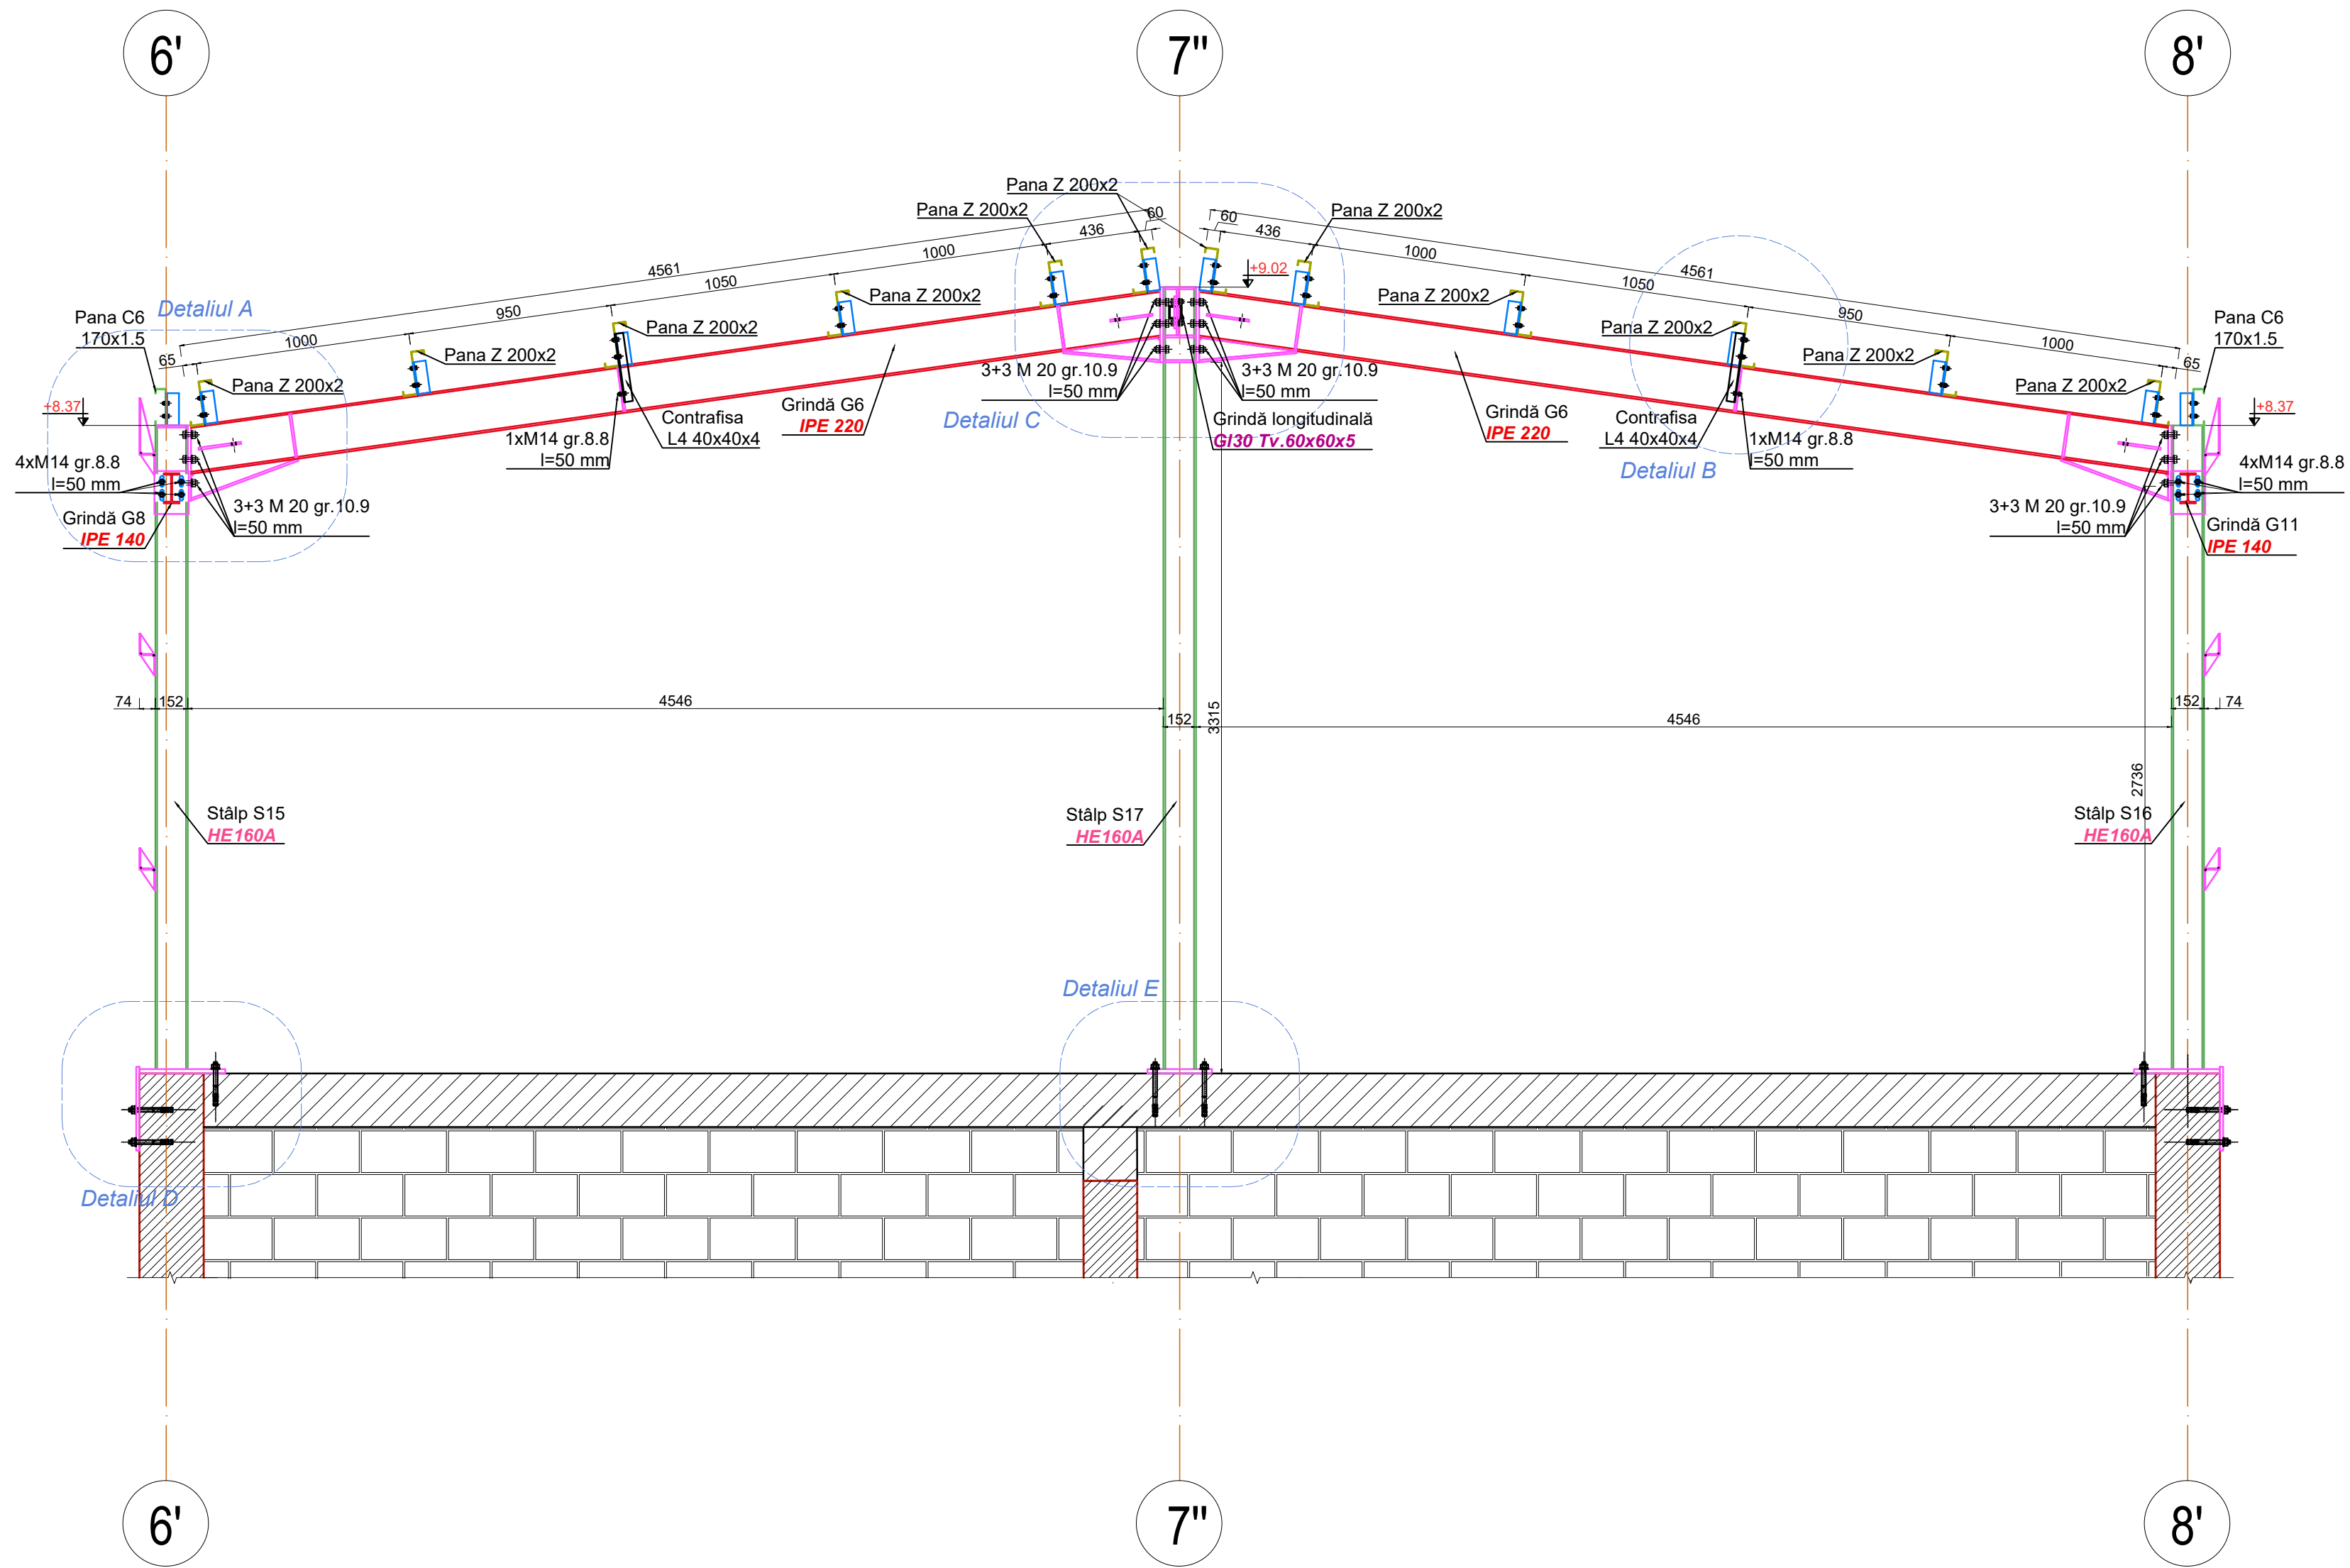 6'
7"
8'
Pana Z 200x2
Pana Z 200x2
Pana Z 200x2
60
60
436
436
1000
1000
4561
4561
+9.02
1050
1050
Detaliul A
Pana Z 200x2
Pana Z 200x2
950
950
Pana C6
170x1.5
Pana C6
170x1.5
Pana Z 200x2
Pana Z 200x2
1000
1000
65
65
Pana Z 200x2
Pana Z 200x2
Pana Z 200x2
Pana Z 200x2
+8.37
+8.37
3+3 M 20 gr.10.9
l=50 mm
3+3 M 20 gr.10.9
l=50 mm
Contrafisa
L4 40x40x4
Grindă G6
IPE 220
Detaliul C
Grindă longitudinală
Gl30 Tv.60x60x5
Grindă G6
IPE 220
Contrafisa
L4 40x40x4
1xM14 gr.8.8
l=50 mm
1xM14 gr.8.8
l=50 mm
Detaliul B
4xM14 gr.8.8
l=50 mm
4xM14 gr.8.8
l=50 mm
3+3 M 20 gr.10.9
l=50 mm
3+3 M 20 gr.10.9
l=50 mm
Grindă G8
IPE 140
Grindă G11
IPE 140
74
152
4546
3315
152
4546
152
74
2736
Stâlp S15
HE160A
Stâlp S17
HE160A
Stâlp S16
HE160A
Detaliul E
Detaliul D
6'
7"
8'